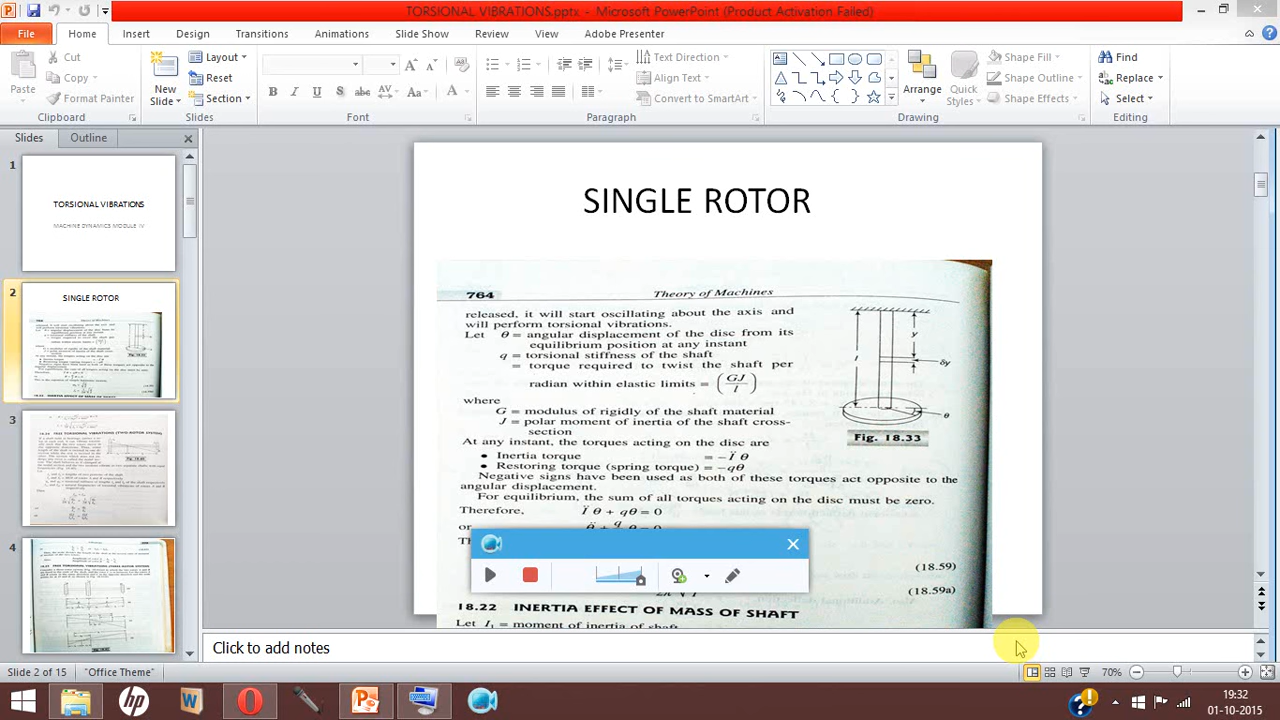 TORSIONAL VIBRATIONS.pptx - Microsoft PowerPoint (Product Activation Failed)
File Home Insert Design Transitions Animations Slide Show Review View Adobe Presenter
Paste
Cut
Copy
Format Painter
Clipboard
New Slide
Layout
Reset
Section
Slides
B I U S abc AV Aa A
Font
Text Direction
Align Text
Convert to SmartArt
Paragraph
Arrange
Quick Styles
Shape Fill
Shape Outline
Shape Effects
Drawing
Find
Replace
Select
Editing
Slides Outline
1
TORSIONAL VIBRATIONS
MACHINE DYNAMICS MODULE IV
2
SINGLE ROTOR
3
4
SINGLE ROTOR
764 Theory of Machines
released, it will start oscillating about the axis and
will perform torsional vibrations.
Let θ = angular displacement of the disc from its
equilibrium position at any instant
q = torsional stiffness of the shaft
= torque required to twist the shaft per
radian within elastic limits = (GJ/l)
where
G = modulus of rigidly of the shaft material
J = polar moment of inertia of the shaft cross-
section
Fig. 18.33
At any instant, the torques acting on the disc are
• Inertia torque = –I θ̈
• Restoring torque (spring torque) = –qθ
Negative signs have been used as both of these torques act opposite to the
angular displacement.
For equilibrium, the sum of all torques acting on the disc must be zero.
Therefore, I θ̈ + qθ = 0
or
(18.59)
(18.59a)
18.22 INERTIA EFFECT OF MASS OF SHAFT
Let I₁ = moment of inertia of shaft
Click to add notes
Slide 2 of 15 "Office Theme" 70%
19:32
01-10-2015